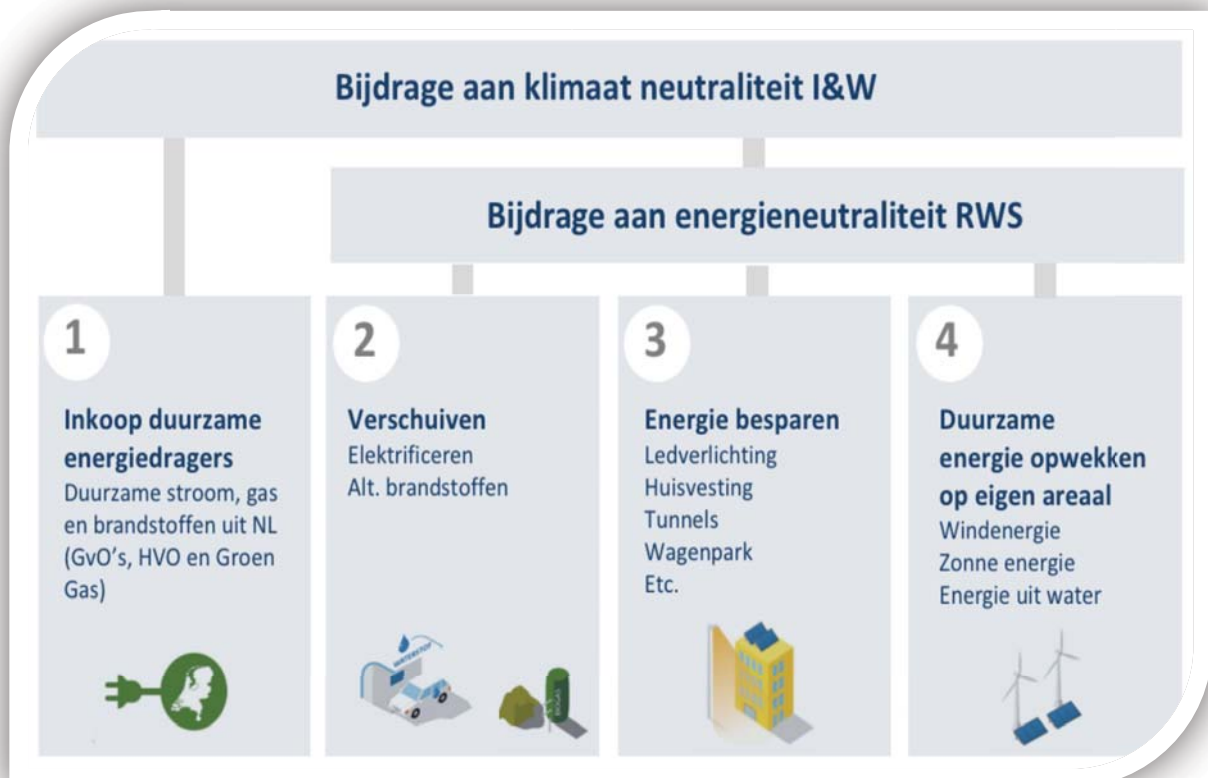 Bijdrage aan klimaat neutraliteit I&W
Bijdrage aan energieneutraliteit RWS
1
Inkoop duurzame
energiedragers
Duurzame stroom, gas
en brandstoffen uit NL
(GvO's, HVO en Groen
Gas)
2
Verschuiven
Elektrificeren
Alt. brandstoffen
WATERSTOF
BIOGAS
3
Energie besparen
Ledverlichting
Huisvesting
Tunnels
Wagenpark
Etc.
4
Duurzame
energie opwekken
op eigen areaal
Windenergie
Zonne energie
Energie uit water